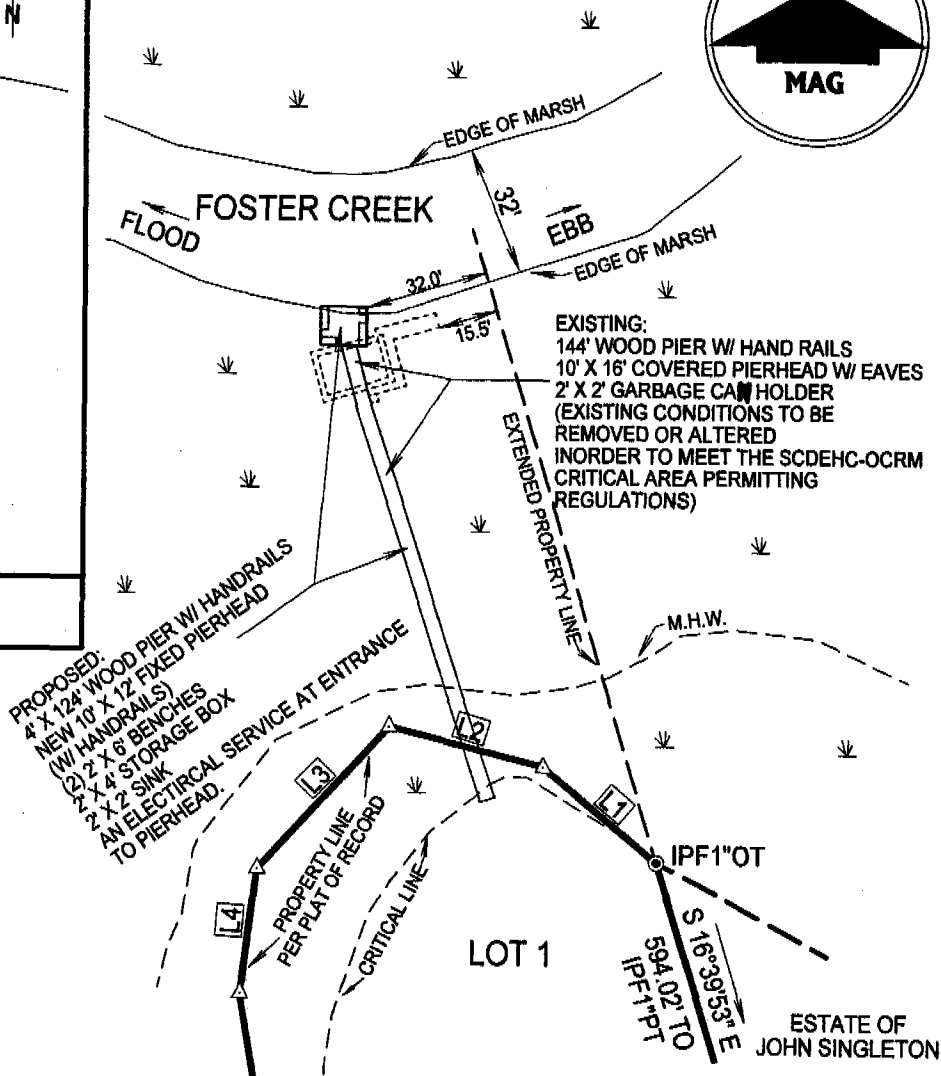 N
MAG
EDGE OF MARSH
FOSTER CREEK
FLOOD
32'
EBB
EDGE OF MARSH
32.0'
15.5'
EXISTING:
144' WOOD PIER W/ HAND RAILS
10' X 16' COVERED PIERHEAD W/ EAVES
2' X 2' GARBAGE CAN HOLDER
(EXISTING CONDITIONS TO BE
REMOVED OR ALTERED
INORDER TO MEET THE SCDEHC-OCRM
CRITICAL AREA PERMITTING
REGULATIONS)
EXTENDED PROPERTY LINE
M.H.W.
PROPOSED:
4' X 124' WOOD PIER W/ HANDRAILS
NEW 10' X 12' FIXED PIERHEAD
(W/ HANDRAILS)
(2) 2' X 6' BENCHES
2' X 4' STORAGE BOX
2' X 2' SINK
AN ELECTIRCAL SERVICE AT ENTRANCE
TO PIERHEAD.
L2
L3
L1
L4
PROPERTY LINE
PER PLAT OF RECORD
CRITICAL LINE
IPF1"OT
LOT 1
S 16°39'53" E
594.02' TO
IPF1"PT
ESTATE OF
JOHN SINGLETON